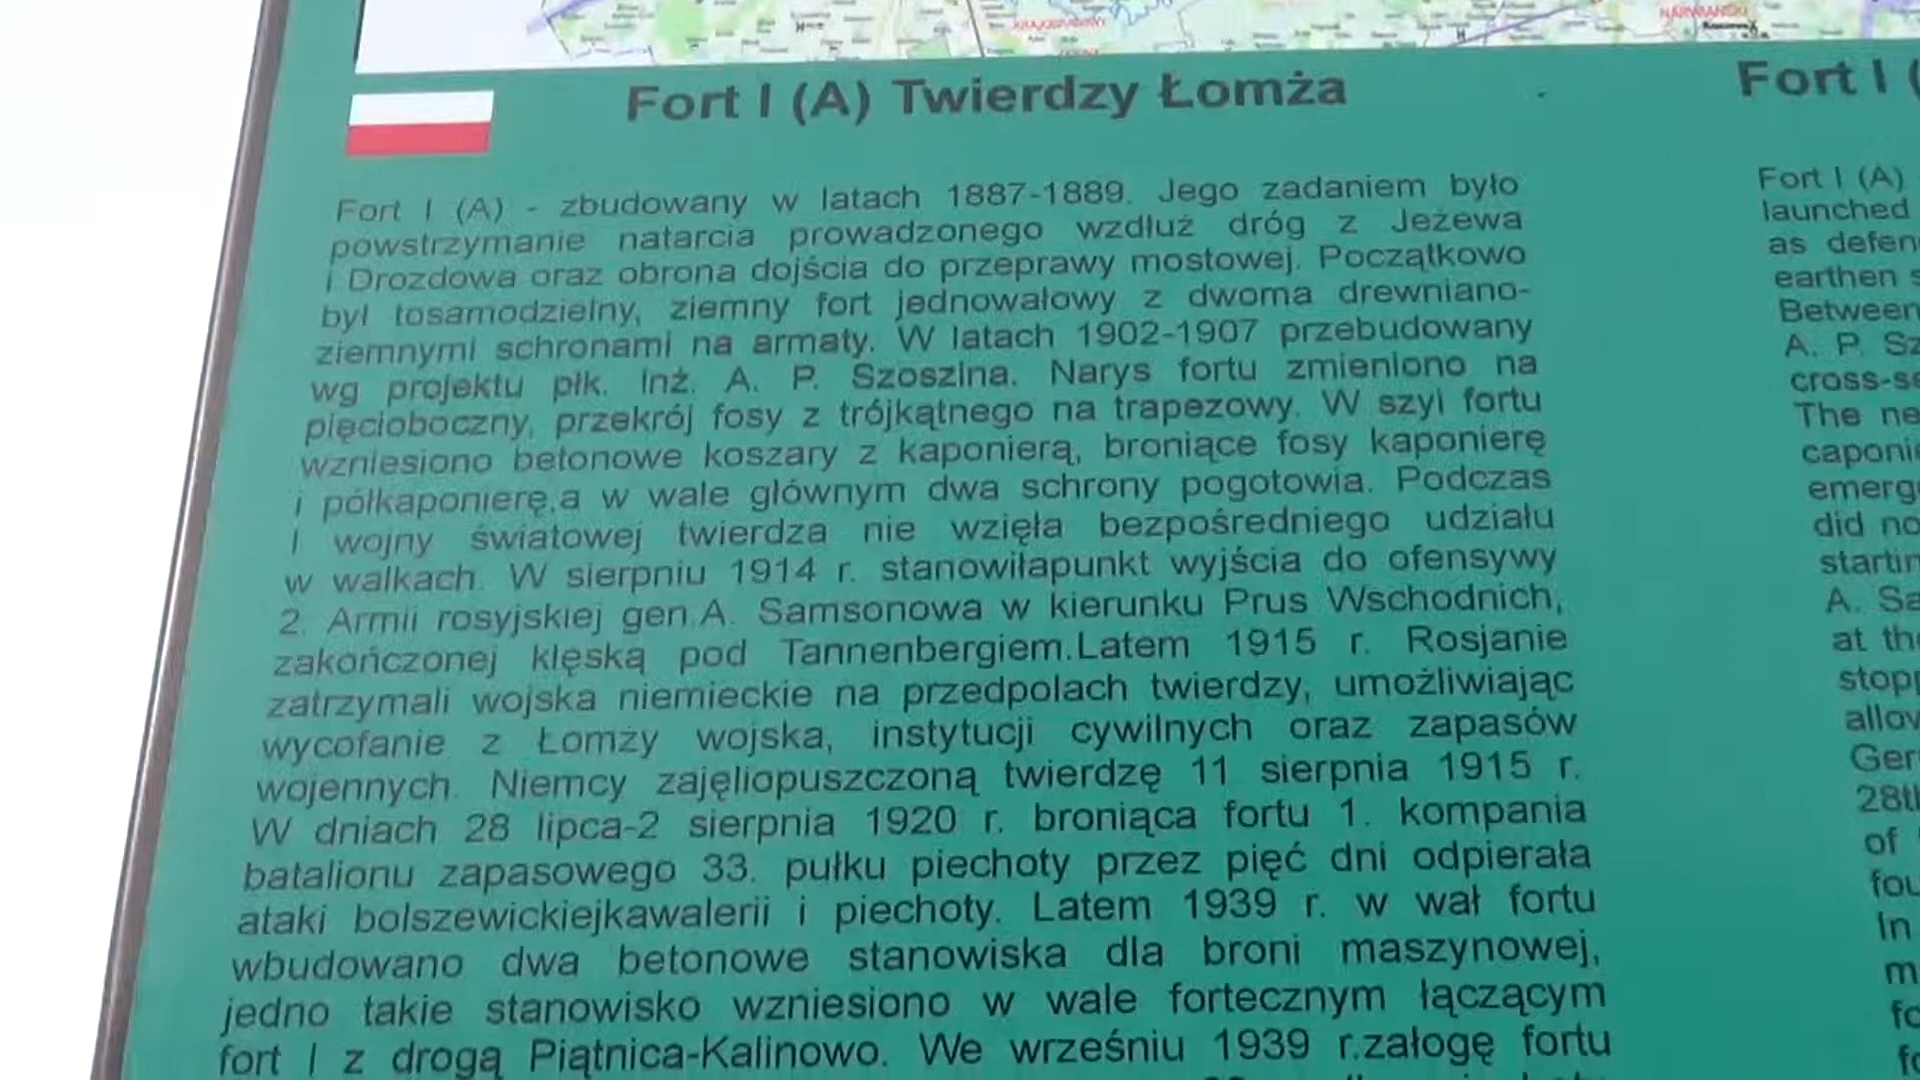 KRAJOBRAZOWY
NARWIAŃSKI
Fort I (A) Twierdzy Łomża
Fort I (A) - zbudowany w latach 1887-1889. Jego zadaniem było
powstrzymanie natarcia prowadzonego wzdłuż dróg z Jeżewa
i Drozdowa oraz obrona dojścia do przeprawy mostowej. Początkowo
był tosamodzielny, ziemny fort jednowałowy z dwoma drewniano-
ziemnymi schronami na armaty. W latach 1902-1907 przebudowany
wg projektu płk. inż. A. P. Szoszina. Narys fortu zmieniono na
pięcioboczny, przekrój fosy z trójkątnego na trapezowy. W szyi fortu
wzniesiono betonowe koszary z kaponierą, broniące fosy kaponierę
i półkaponierę,a w wale głównym dwa schrony pogotowia. Podczas
I wojny światowej twierdza nie wzięła bezpośredniego udziału
w walkach. W sierpniu 1914 r. stanowiłapunkt wyjścia do ofensywy
2. Armii rosyjskiej gen.A. Samsonowa w kierunku Prus Wschodnich,
zakończonej klęską pod Tannenbergiem.Latem 1915 r. Rosjanie
zatrzymali wojska niemieckie na przedpolach twierdzy, umożliwiając
wycofanie z Łomży wojska, instytucji cywilnych oraz zapasów
wojennych. Niemcy zajęliopuszczoną twierdzę 11 sierpnia 1915 r.
W dniach 28 lipca-2 sierpnia 1920 r. broniąca fortu 1. kompania
batalionu zapasowego 33. pułku piechoty przez pięć dni odpierała
ataki bolszewickiejkawalerii i piechoty. Latem 1939 r. w wał fortu
wbudowano dwa betonowe stanowiska dla broni maszynowej,
jedno takie stanowisko wzniesiono w wale fortecznym łączącym
fort I z drogą Piątnica-Kalinowo. We wrześniu 1939 r.załogę fortu
Fort I (
Fort I (A)
launched
as defen
earthen s
Between
A. P. Sz
cross-se
The ne
caponie
emerg
did no
startin
A. Sa
at th
stopp
allow
Ger
28th
of
fou
In
m
fo
fo